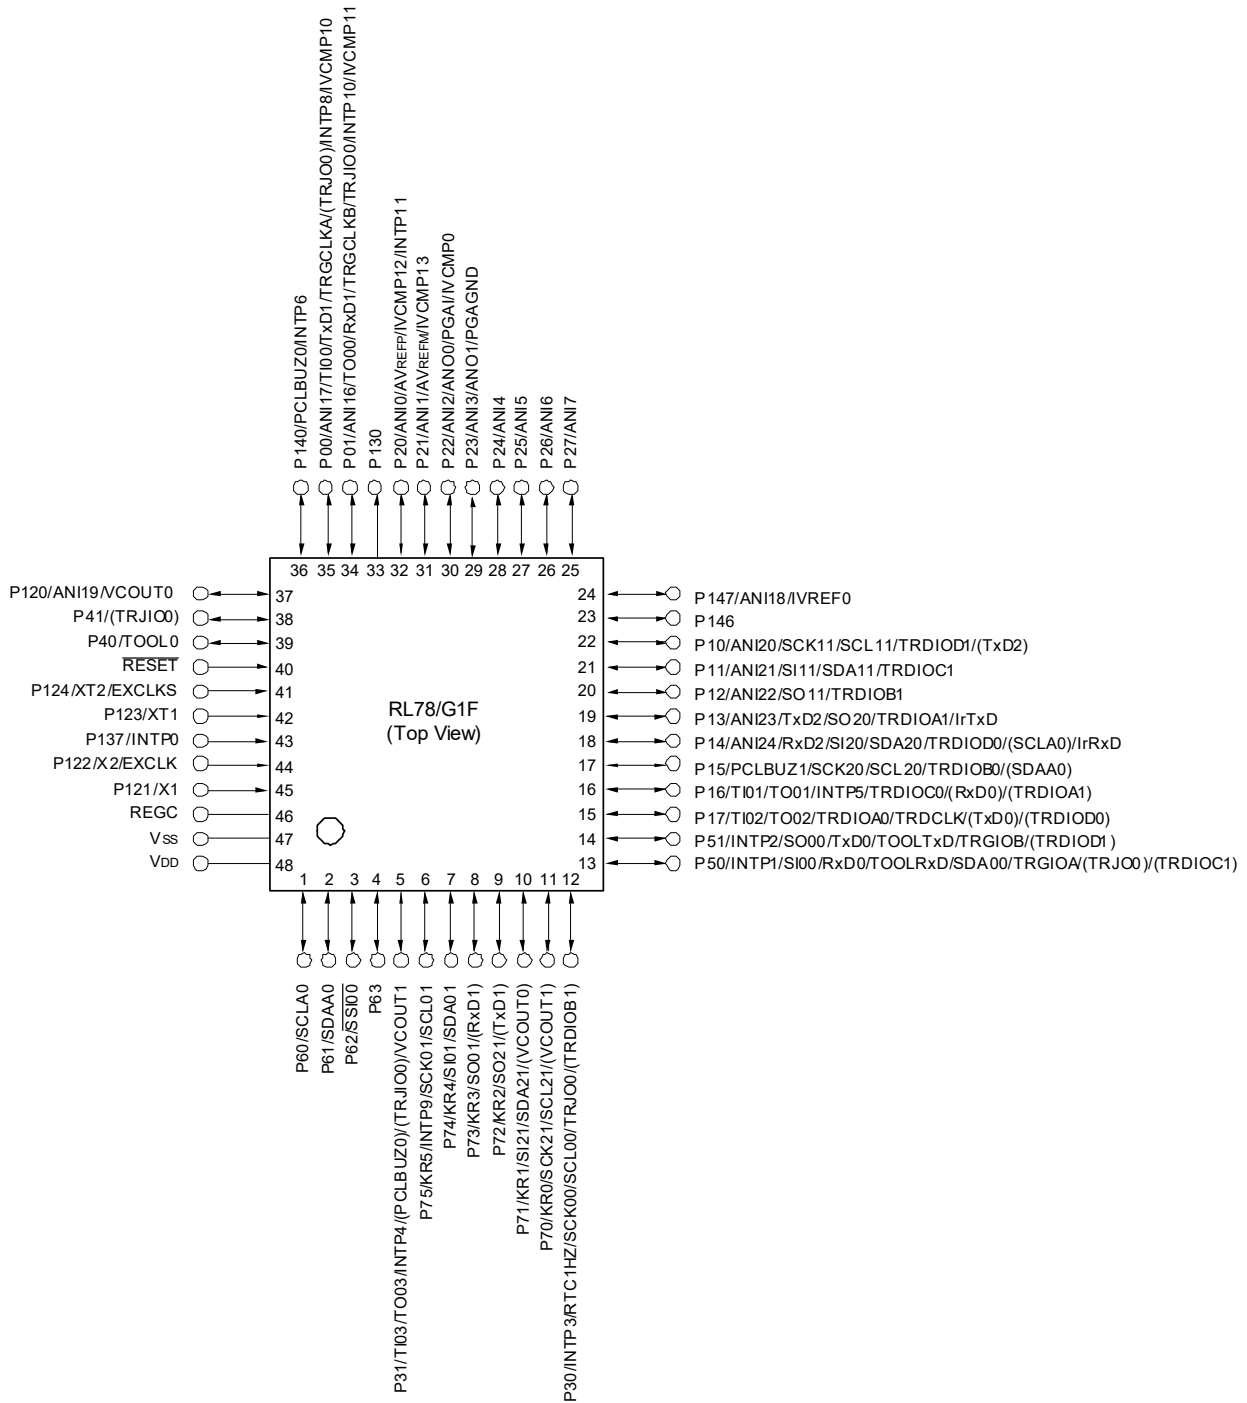 P140/PCLBUZ0/INTP6
P00/ANI17/TI00/TxD1/TRGCLKA/(TRJO0)/INTP8/IVCMP10
P01/ANI16/TO00/RxD1/TRGCLKB/TRJIO0/INTP10/IVCMP11
P130
P20/ANI0/AVREFP/IVCMP12/INTP11
P21/ANI1/AVREFM/IVCMP13
P22/ANI2/ANO0/PGAI/IVCMP0
P23/ANI3/ANO1/PGAGND
P24/ANI4
P25/ANI5
P26/ANI6
P27/ANI7
36 35 34 33 32 31 30 29 28 27 26 25
P120/ANI19/VCOUT0 37
P41/(TRJIO0) 38
P40/TOOL0 39
RESET 40
P124/XT2/EXCLKS 41
P123/XT1 42
P137/INTP0 43
P122/X2/EXCLK 44
P121/X1 45
REGC 46
VSS 47
VDD 48
RL78/G1F
(Top View)
24 P147/ANI18/IVREF0
23 P146
22 P10/ANI20/SCK11/SCL11/TRDIOD1/(TxD2)
21 P11/ANI21/SI11/SDA11/TRDIOC1
20 P12/ANI22/SO11/TRDIOB1
19 P13/ANI23/TxD2/SO20/TRDIOA1/IrTxD
18 P14/ANI24/RxD2/SI20/SDA20/TRDIOD0/(SCLA0)/IrRxD
17 P15/PCLBUZ1/SCK20/SCL20/TRDIOB0/(SDAA0)
16 P16/TI01/TO01/INTP5/TRDIOC0/(RxD0)/(TRDIOA1)
15 P17/TI02/TO02/TRDIOA0/TRDCLK/(TxD0)/(TRDIOD0)
14 P51/INTP2/SO00/TxD0/TOOLTxD/TRGIOB/(TRDIOD1)
13 P50/INTP1/SI00/RxD0/TOOLRxD/SDA00/TRGIOA/(TRJO0)/(TRDIOC1)
1 2 3 4 5 6 7 8 9 10 11 12
P60/SCLA0
P61/SDAA0
P62/SSI00
P63
P31/TI03/TO03/INTP4/(PCLBUZ0)/(TRJIO0)/VCOUT1
P75/KR5/INTP9/SCK01/SCL01
P74/KR4/SI01/SDA01
P73/KR3/SO01/(RxD1)
P72/KR2/SO21/(TxD1)
P71/KR1/SI21/SDA21/(VCOUT0)
P70/KR0/SCK21/SCL21/(VCOUT1)
P30/INTP3/RTC1HZ/SCK00/SCL00/TRJO0/(TRDIOB1)